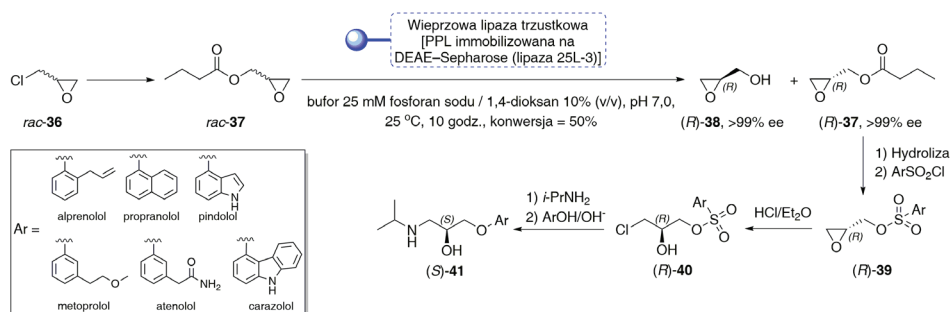 Wieprzowa lipaza trzustkowa
[PPL immobilizowana na
DEAE–Sepharose (lipaza 25L-3)]
Cl
O
rac-36
O
O
O
rac-37
bufor 25 mM fosforan sodu / 1,4-dioksan 10% (v/v), pH 7,0,
25 °C, 10 godz., konwersja = 50%
O
(R)
OH
(R)-38, >99% ee
+
O
(R)
O
O
(R)-37, >99% ee
1) Hydroliza
2) ArSO2Cl
O
(R)
O
S
Ar
O
O
(R)-39
HCl/Et2O
Cl
(R)
OH
O
S
Ar
O
O
(R)-40
1) i-PrNH2
2) ArOH/OH-
N
H
(S)
OH
O
Ar
(S)-41
Ar =
alprenolol
propranolol
N
H
pindolol
O
metoprolol
O
NH2
atenolol
N
H
carazolol